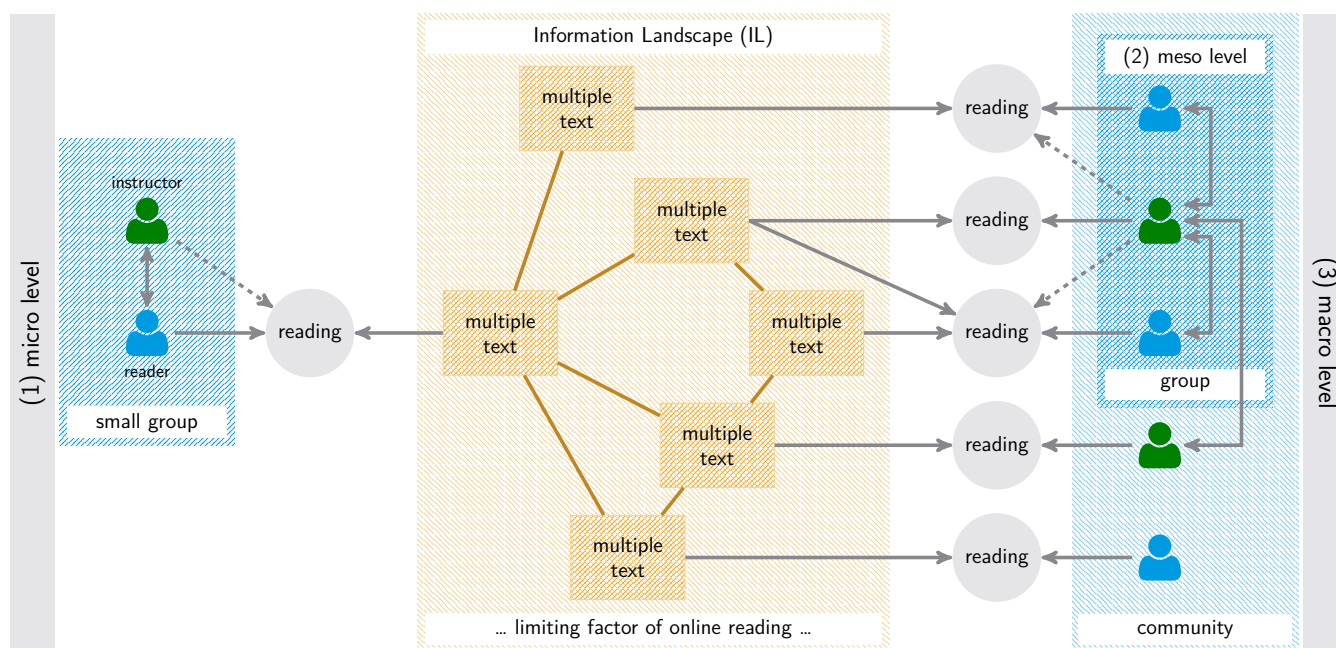 (1) micro level
instructor
reader
small group
reading
Information Landscape (IL)
multiple
text
multiple
text
multiple
text
multiple
text
multiple
text
multiple
text
... limiting factor of online reading ...
reading
reading
reading
reading
reading
(2) meso level
group
community
(3) macro level